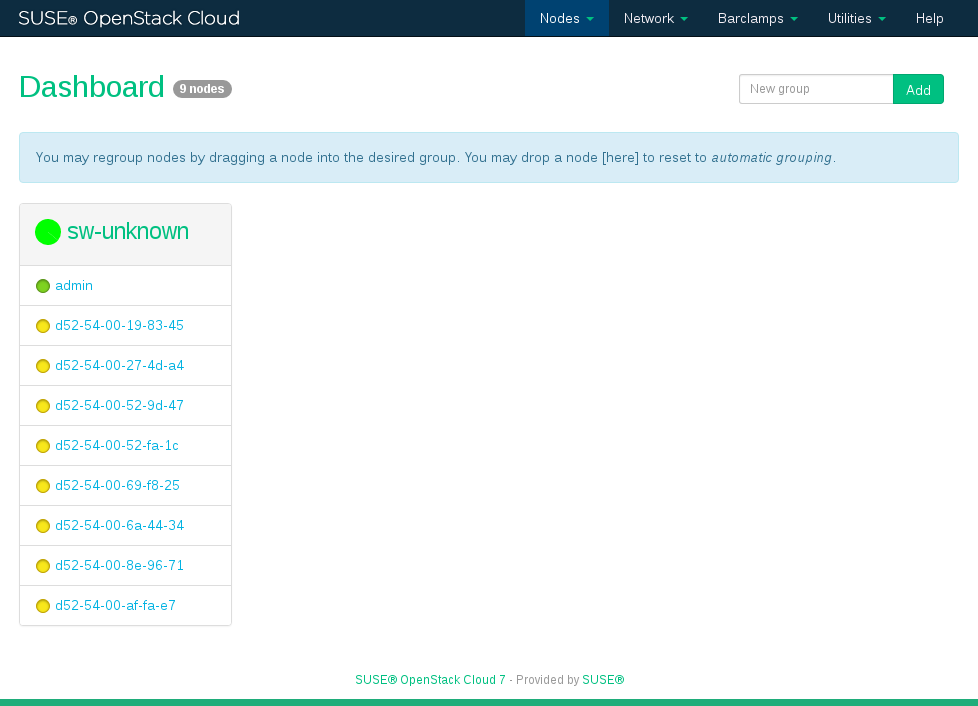 SUSE® OpenStack Cloud
Nodes Network Barclamps Utilities Help
Dashboard 9 nodes
New group Add
You may regroup nodes by dragging a node into the desired group. You may drop a node [here] to reset to automatic grouping.
sw-unknown
admin
d52-54-00-19-83-45
d52-54-00-27-4d-a4
d52-54-00-52-9d-47
d52-54-00-52-fa-1c
d52-54-00-69-f8-25
d52-54-00-6a-44-34
d52-54-00-8e-96-71
d52-54-00-af-fa-e7
SUSE® OpenStack Cloud 7 - Provided by SUSE®